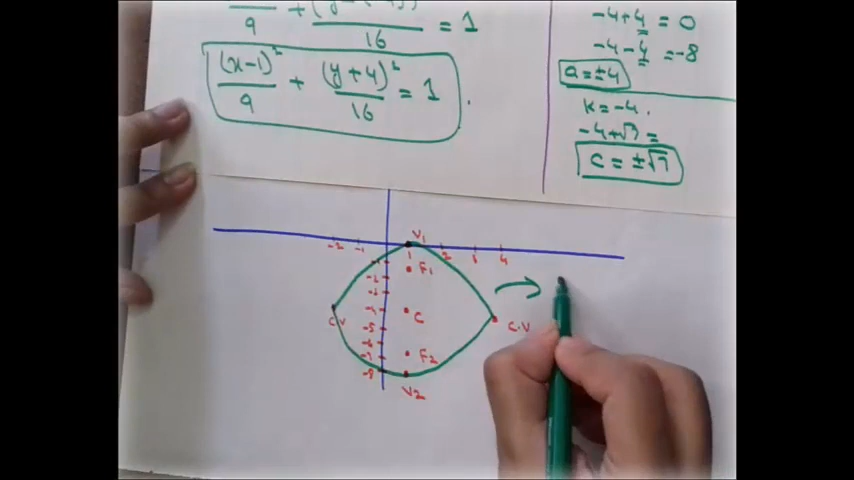 9 + 16 = 1
(x-1)² / 9 + (y+4)² / 16 = 1 .
-4+4 = 0
-4-4 = -8
a = ±4
K = -4 .
-4+√7 =
C = ±√7
V1
-2 -1 1 2 3 4
F1
-1
-2
-3
-4 C
C.V
C.V
-5
-6
-7 F2
-8
V2